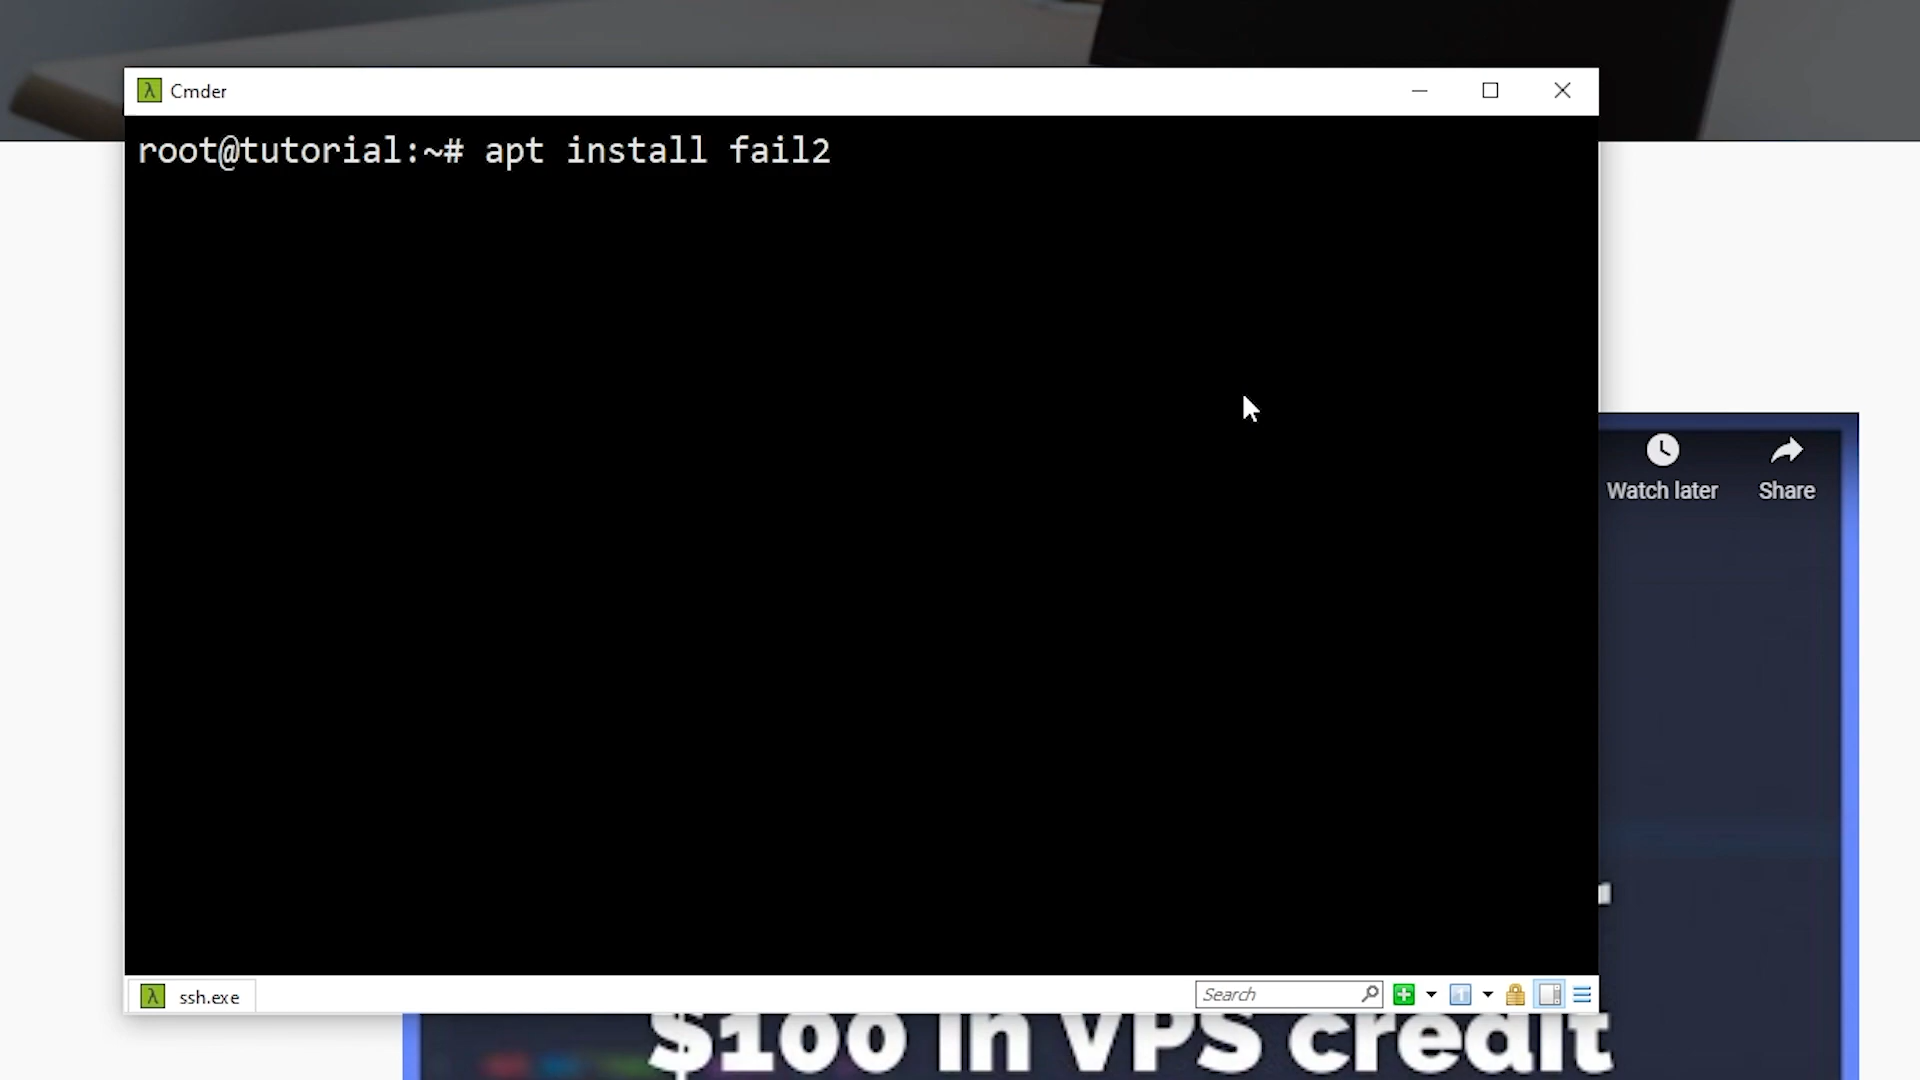 Cmder
root@tutorial:~# apt install fail2
Watch later
Share
ssh.exe
Search
$100 in VPS credit